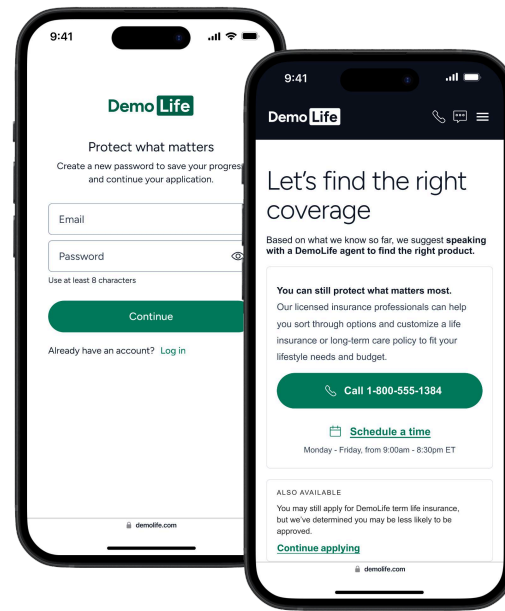 9:41
Demo Life
Protect what matters
Create a new password to save your progress
and continue your application.
Email
Password
Use at least 8 characters
Continue
Already have an account? Log in
demolife.com
9:41
Demo Life
Let's find the right
coverage
Based on what we know so far, we suggest speaking
with a DemoLife agent to find the right product.
You can still protect what matters most.
Our licensed insurance professionals can help
you sort through options and customize a life
insurance or long-term care policy to fit your
lifestyle needs and budget.
Call 1-800-555-1384
Schedule a time
Monday - Friday, from 9:00am - 8:30pm ET
ALSO AVAILABLE
You may still apply for DemoLife term life insurance,
but we've determined you may be less likely to be
approved.
Continue applying
demolife.com